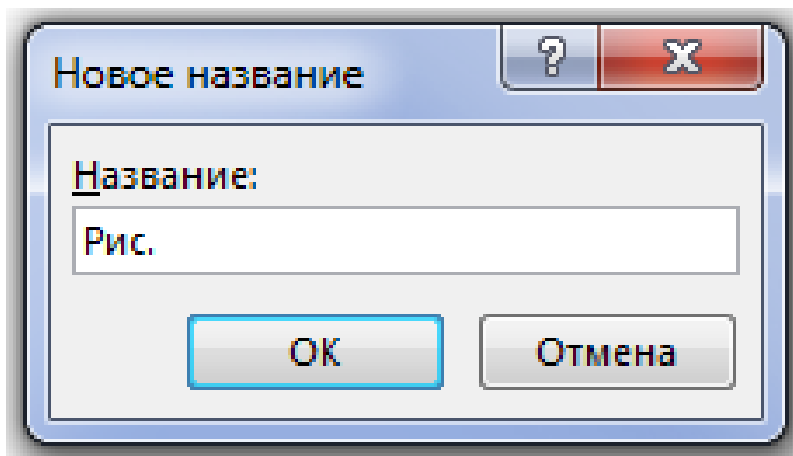 Новое название
?
Название:
Рис.
ОК
Отмена